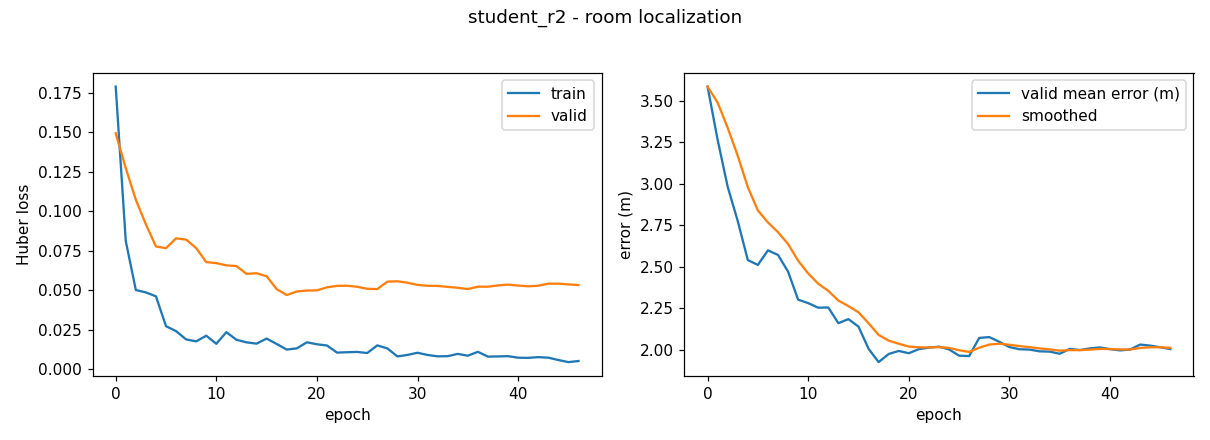 student_r2 - room localization
Huber loss
0.175
0.150
0.125
0.100
0.075
0.050
0.025
0.000
0
10
20
30
40
epoch
train
valid
error (m)
3.50
3.25
3.00
2.75
2.50
2.25
2.00
0
10
20
30
40
epoch
valid mean error (m)
smoothed